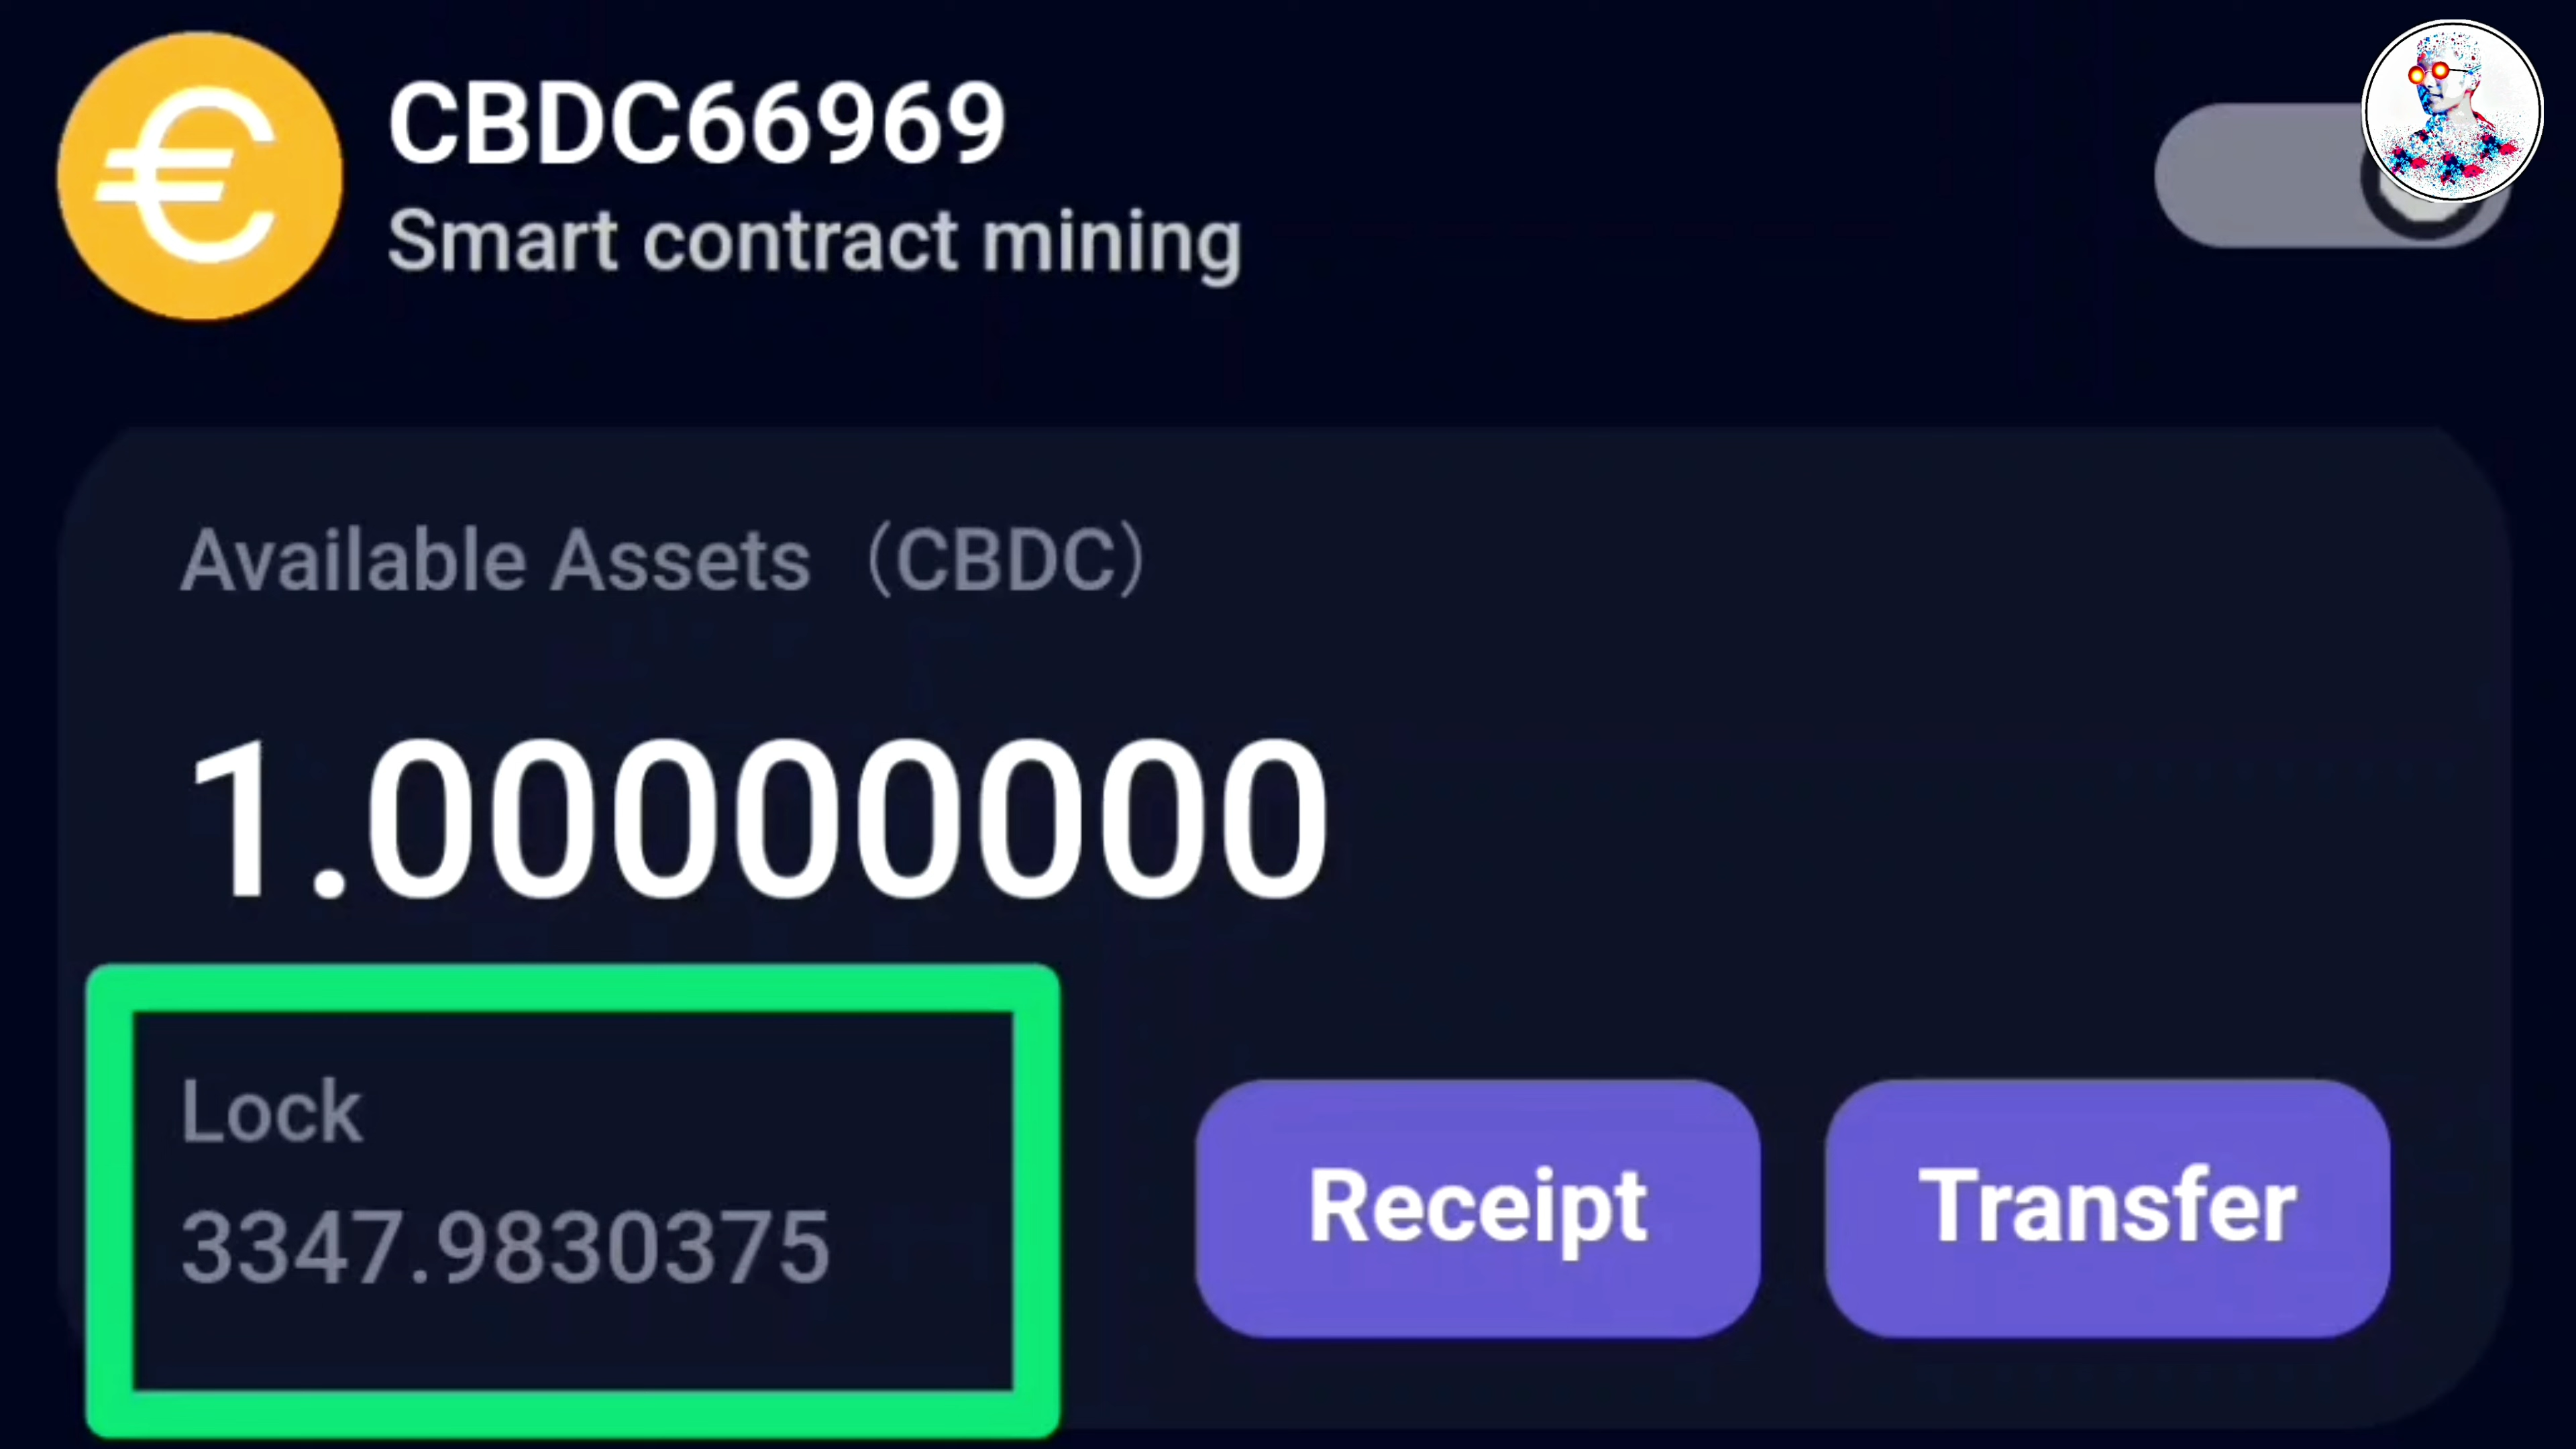 CBDC66969
Smart contract mining
Available Assets（CBDC）
1.00000000
Lock
3347.9830375
Receipt
Transfer